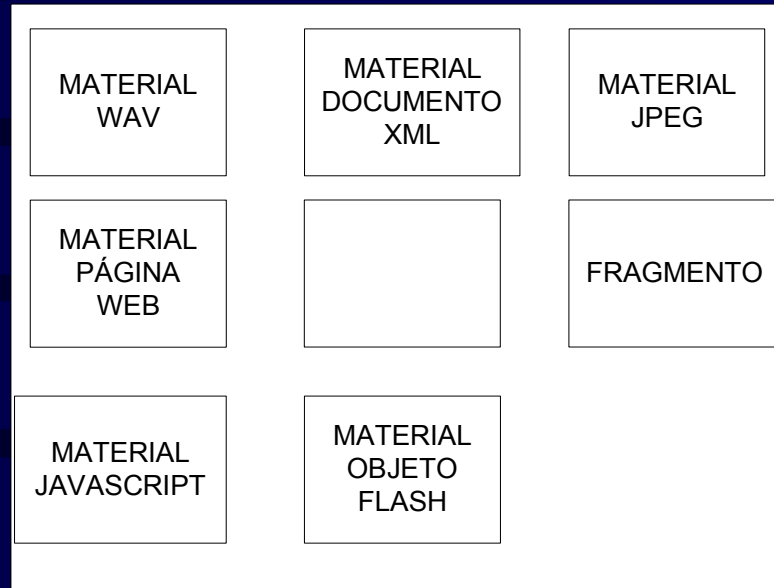 MATERIAL
WAV
MATERIAL
DOCUMENTO
XML
MATERIAL
JPEG
MATERIAL
PÁGINA
WEB
FRAGMENTO
MATERIAL
JAVASCRIPT
MATERIAL
OBJETO
FLASH